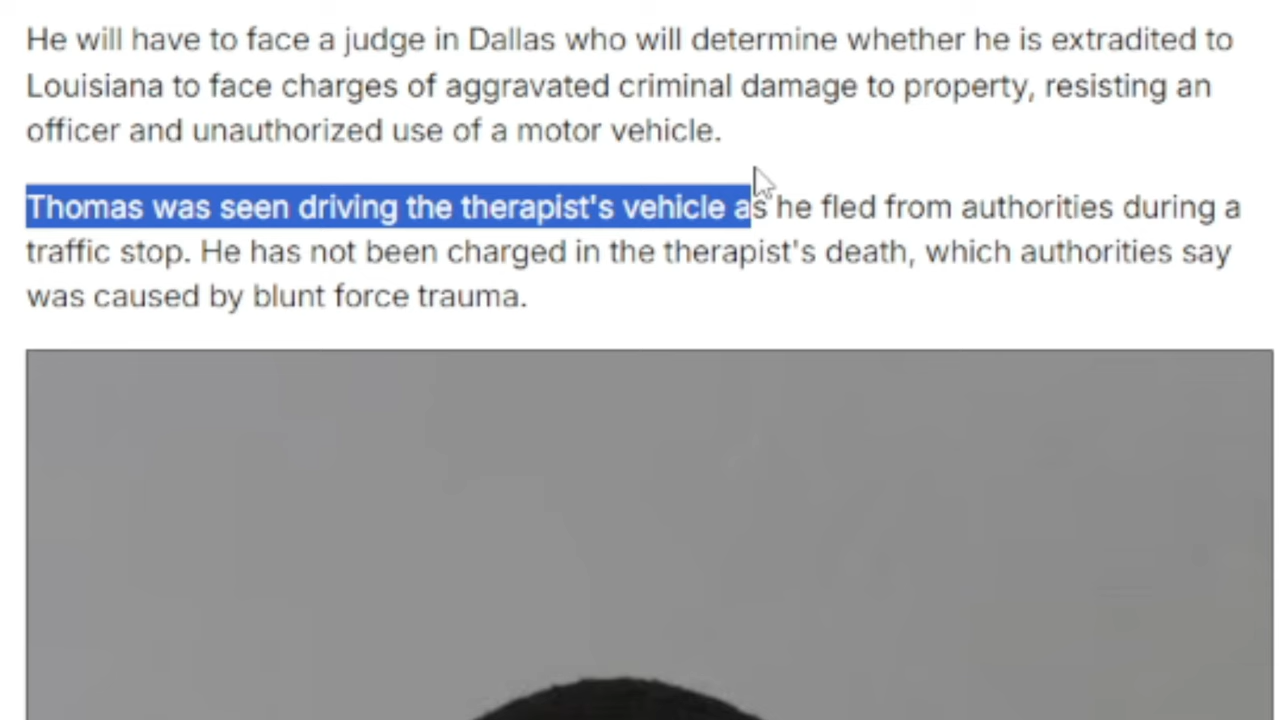 He will have to face a judge in Dallas who will determine whether he is extradited to
Louisiana to face charges of aggravated criminal damage to property, resisting an
officer and unauthorized use of a motor vehicle.
Thomas was seen driving the therapist's vehicle as he fled from authorities during a
traffic stop. He has not been charged in the therapist's death, which authorities say
was caused by blunt force trauma.